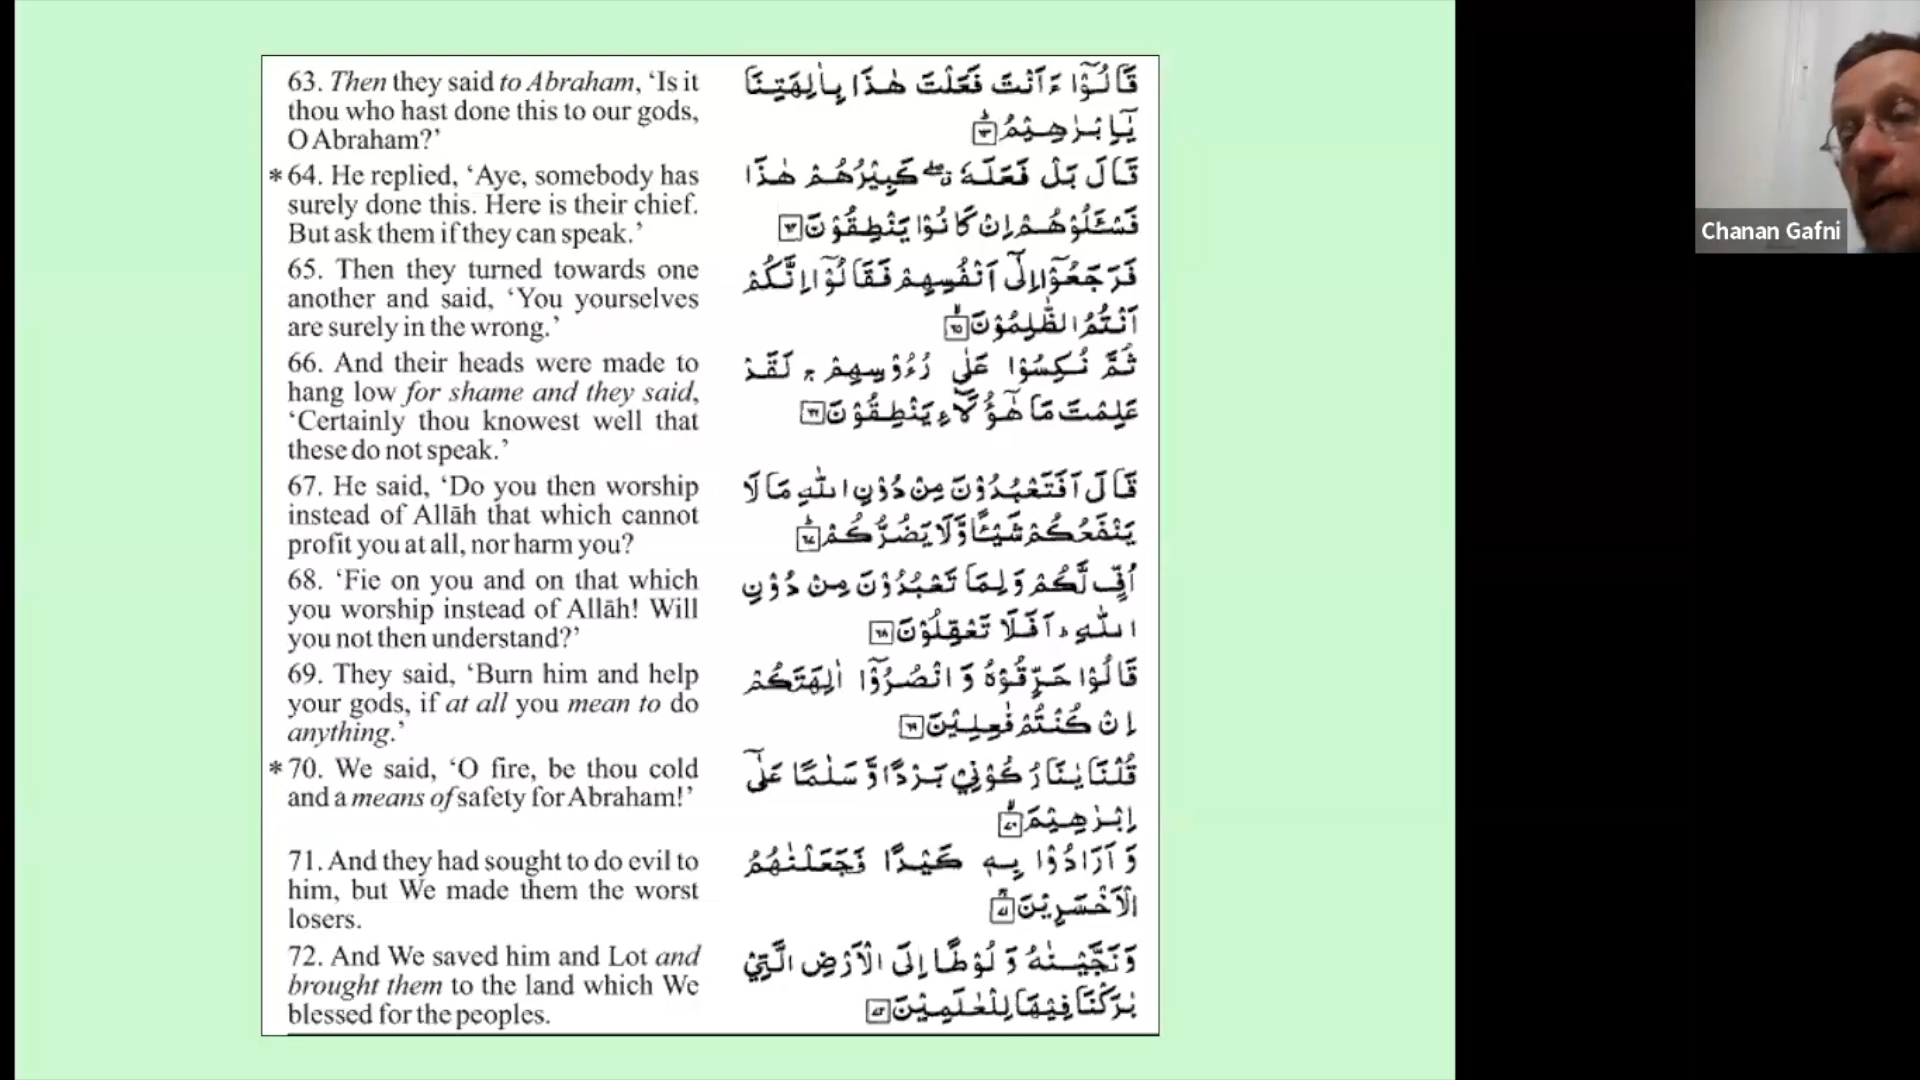 63. Then they said to Abraham, ‘Is it
thou who hast done this to our gods,
O Abraham?’
*64. He replied, ‘Aye, somebody has
surely done this. Here is their chief.
But ask them if they can speak.’
65. Then they turned towards one
another and said, ‘You yourselves
are surely in the wrong.’
66. And their heads were made to
hang low for shame and they said,
‘Certainly thou knowest well that
these do not speak.’
67. He said, ‘Do you then worship
instead of Allāh that which cannot
profit you at all, nor harm you?
68. ‘Fie on you and on that which
you worship instead of Allāh! Will
you not then understand?’
69. They said, ‘Burn him and help
your gods, if at all you mean to do
anything.’
*70. We said, ‘O fire, be thou cold
and a means of safety for Abraham!’
71. And they had sought to do evil to
him, but We made them the worst
losers.
72. And We saved him and Lot and
brought them to the land which We
blessed for the peoples.
قَالُوْۤا ءَاَنْتَ فَعَلْتَ هٰذَا بِاٰلِهَتِنَا
يٰۤاِبْرٰهِيْمُ ؕ ٦٣
قَالَ بَلْ فَعَلَهٗ ٭ۖ كَبِيْرُهُمْ هٰذَا
فَسْـَٔلُوْهُمْ اِنْ كَانُوْا يَنْطِقُوْنَ ٦٤
فَرَجَعُوْۤا اِلٰۤى اَنْفُسِهِمْ فَقَالُوْۤا اِنَّكُمْ
اَنْتُمُ الظّٰلِمُوْنَ ۙ ٦٥
ثُمَّ نُكِسُوْا عَلٰى رُءُوْسِهِمْ ۚ لَقَدْ
عَلِمْتَ مَا هٰۤؤُلَآءِ يَنْطِقُوْنَ ٦٦
قَالَ اَفَتَعْبُدُوْنَ مِنْ دُوْنِ اللّٰهِ مَا لَا
يَنْفَعُكُمْ شَيْـًٔا وَّلَا يَضُرُّكُمْ ؕ ٦٧
اُفٍّ لَّكُمْ وَلِمَا تَعْبُدُوْنَ مِنْ دُوْنِ
اللّٰهِ ؕ اَفَلَا تَعْقِلُوْنَ ٦٨
قَالُوْا حَرِّقُوْهُ وَانْصُرُوْۤا اٰلِهَتَكُمْ
اِنْ كُنْتُمْ فٰعِلِيْنَ ٦٩
قُلْنَا يٰنَارُ كُوْنِيْ بَرْدًا وَّسَلٰمًا عَلٰۤى
اِبْرٰهِيْمَ ۙ ٧٠
وَاَرَادُوْا بِهٖ كَيْدًا فَجَعَلْنٰهُمُ
الْاَخْسَرِيْنَ ۚ ٧١
وَنَجَّيْنٰهُ وَلُوْطًا اِلَى الْاَرْضِ الَّتِيْ
بٰرَكْنَا فِيْهَا لِلْعٰلَمِيْنَ ٧٢
Chanan Gafni